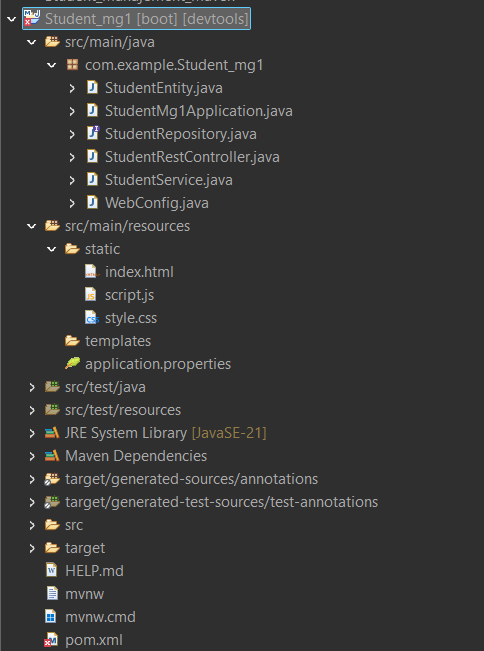 Student_mg1 [boot] [devtools]
src/main/java
com.example.Student_mg1
StudentEntity.java
StudentMg1Application.java
StudentRepository.java
StudentRestController.java
StudentService.java
WebConfig.java
src/main/resources
static
index.html
script.js
style.css
templates
application.properties
src/test/java
src/test/resources
JRE System Library [JavaSE-21]
Maven Dependencies
target/generated-sources/annotations
target/generated-test-sources/test-annotations
src
target
HELP.md
mvnw
mvnw.cmd
pom.xml